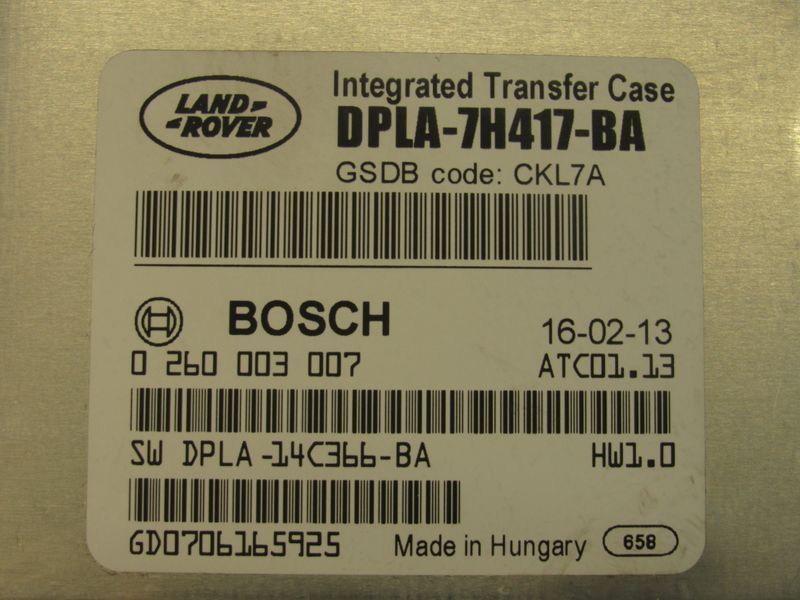 LAND-
-ROVER
Integrated Transfer Case
DPLA-7H417-BA
GSDB code: CKL7A
BOSCH
16-02-13
0 260 003 007
ATC01.13
SW DPLA-14C366-BA
HW1.0
GD0706165925
Made in Hungary
658